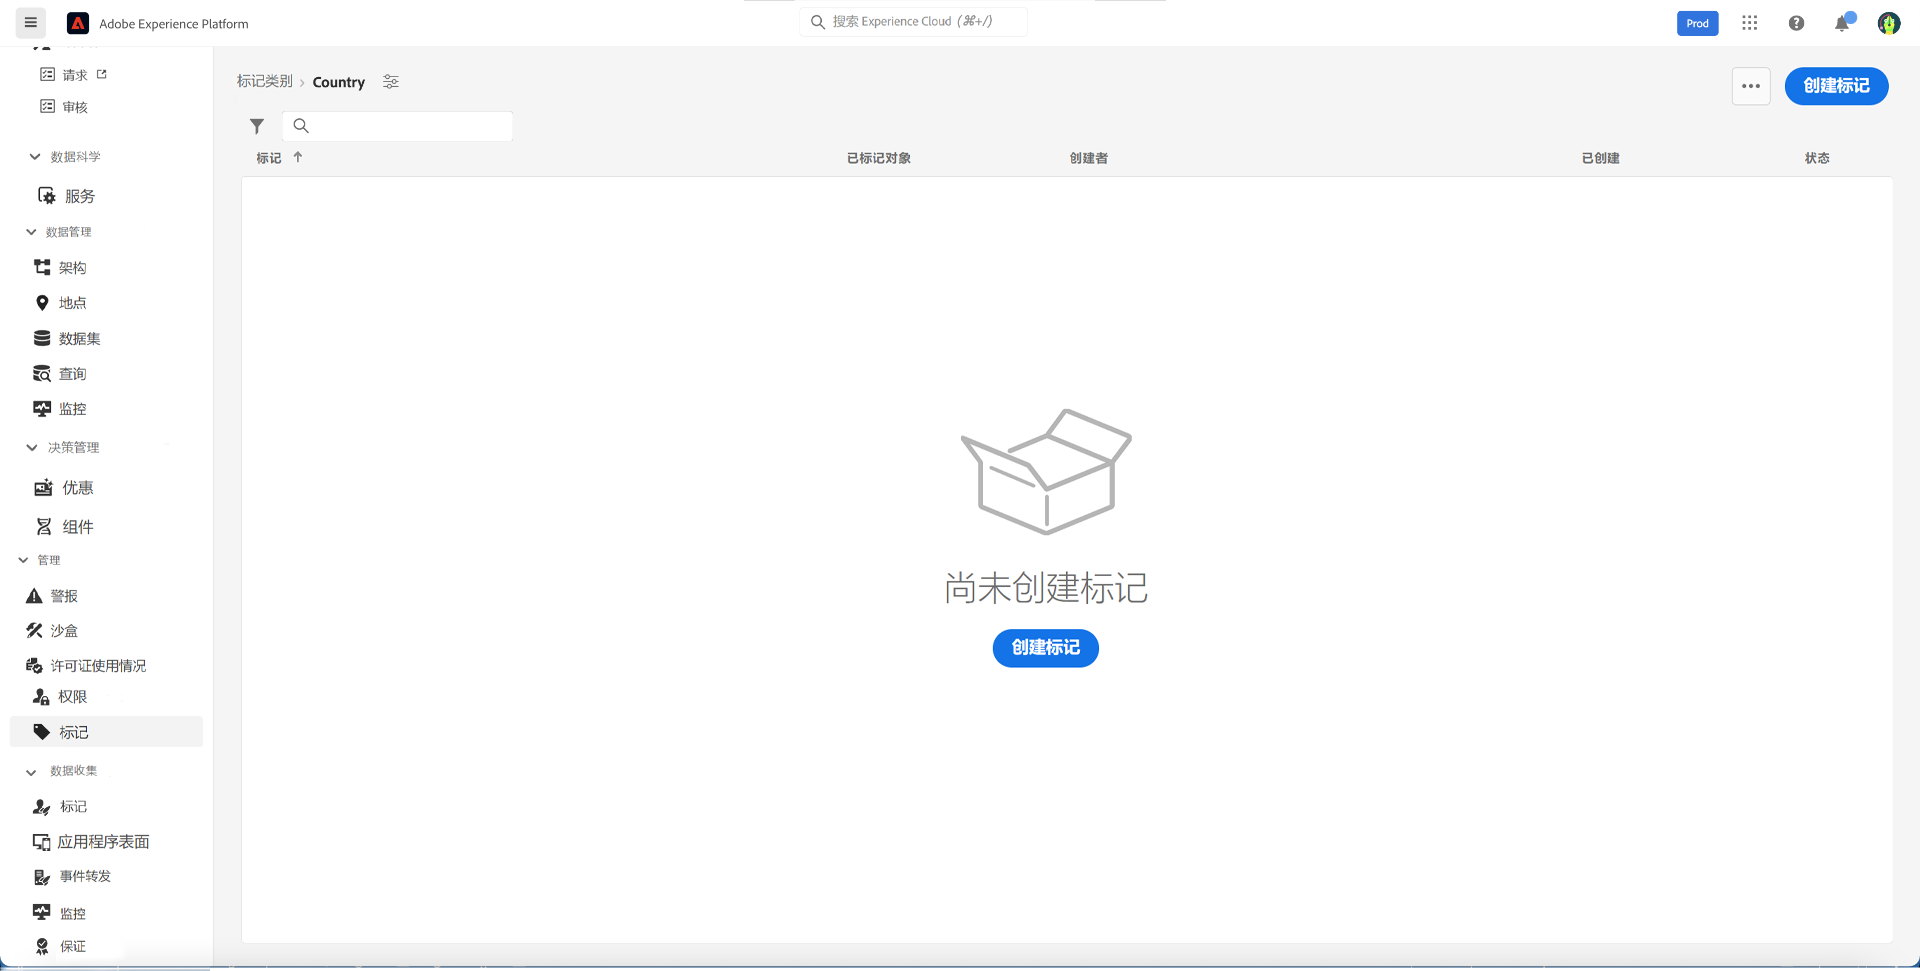 Adobe Experience Platform
搜索 Experience Cloud (⌘+/)
Prod
请求
审核
数据科学
服务
数据管理
架构
地点
数据集
查询
监控
决策管理
优惠
组件
管理
警报
沙盒
许可证使用情况
权限
标记
数据收集
标记
应用程序表面
事件转发
监控
保证
标记类别 › Country
创建标记
标记 已标记对象 创建者 已创建 状态
尚未创建标记
创建标记